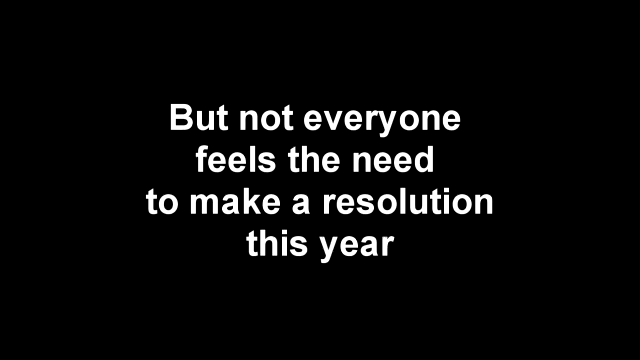 But not everyone
feels the need
to make a resolution
this year